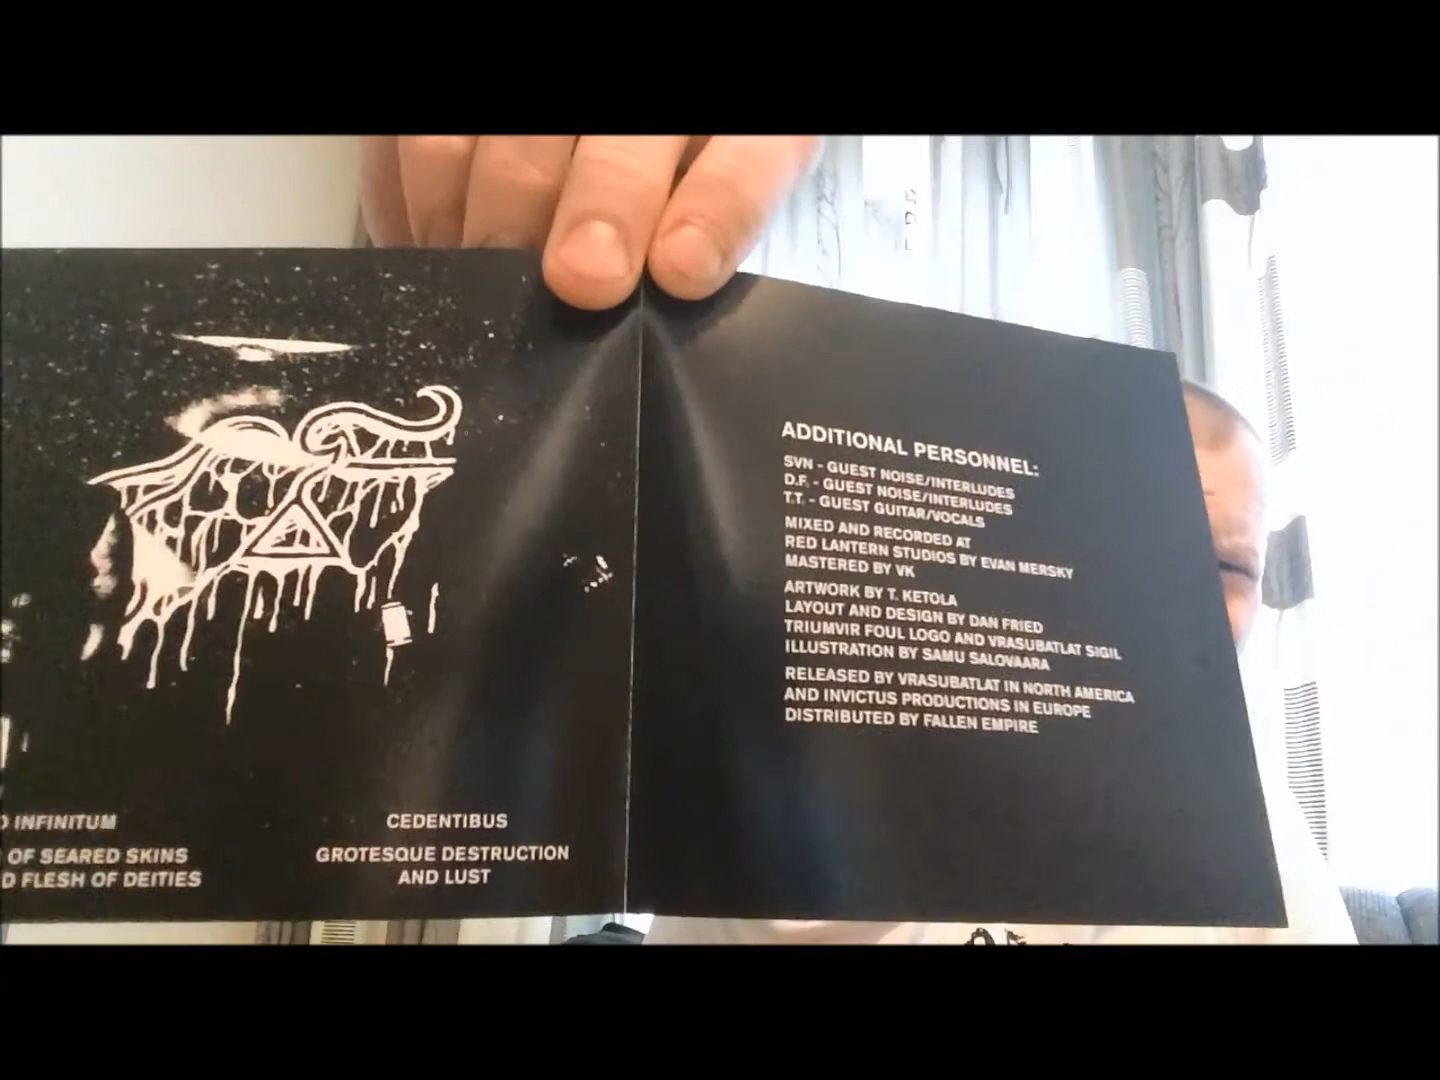 INFINITUM
OF SEARED SKINS
FLESH OF DEITIES
CEDENTIBUS
GROTESQUE DESTRUCTION
AND LUST
ADDITIONAL PERSONNEL:
SVN - GUEST NOISE/INTERLUDES
D.F. - GUEST NOISE/INTERLUDES
T.T. - GUEST GUITAR/VOCALS
MIXED AND RECORDED AT
RED LANTERN STUDIOS BY EVAN MERSKY
MASTERED BY VK
ARTWORK BY T. KETOLA
LAYOUT AND DESIGN BY DAN FRIED
TRIUMVIR FOUL LOGO AND VRASUBATLAT SIGIL
ILLUSTRATION BY SAMU SALOVAARA
RELEASED BY VRASUBATLAT IN NORTH AMERICA
AND INVICTUS PRODUCTIONS IN EUROPE
DISTRIBUTED BY FALLEN EMPIRE